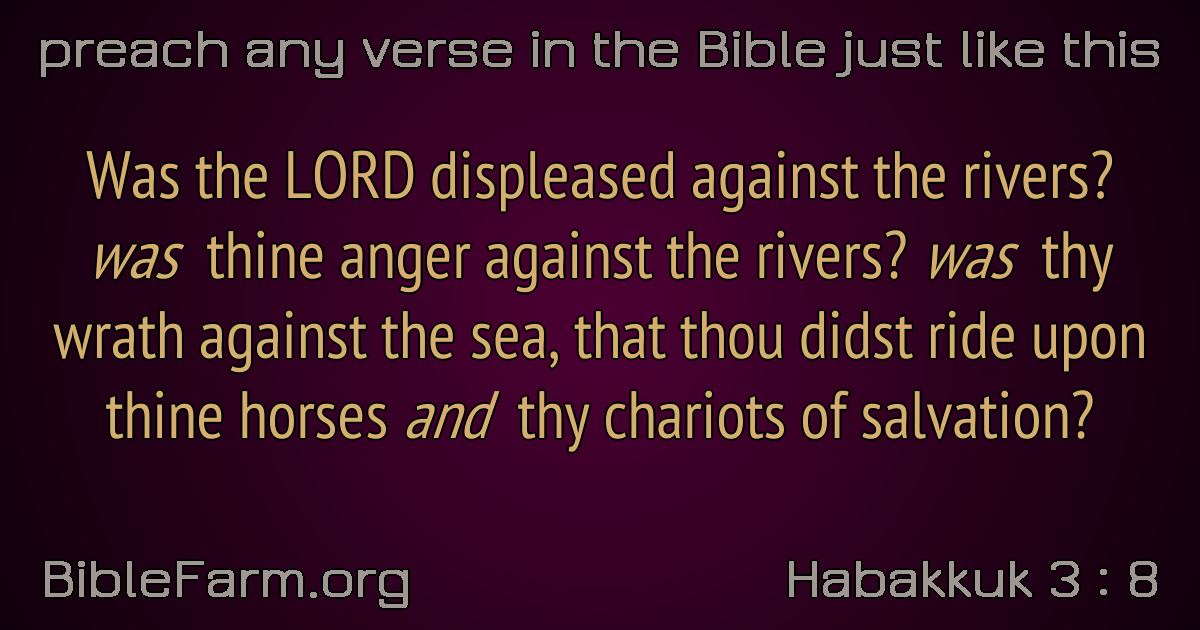 preach any verse in the Bible just like this
Was the LORD displeased against the rivers?
was thine anger against the rivers? was thy
wrath against the sea, that thou didst ride upon
thine horses and thy chariots of salvation?
BibleFarm.org
Habakkuk 3 : 8